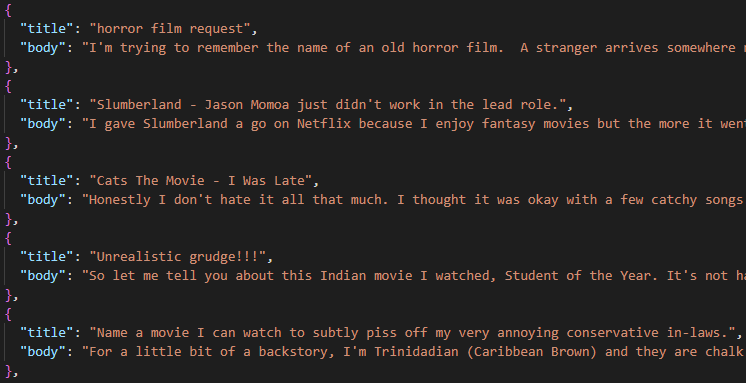 {
"title": "horror film request",
"body": "I'm trying to remember the name of an old horror film.  A stranger arrives somewhere
},
{
"title": "Slumberland - Jason Momoa just didn't work in the lead role.",
"body": "I gave Slumberland a go on Netflix because I enjoy fantasy movies but the more it went
},
{
"title": "Cats The Movie - I Was Late",
"body": "Honestly I don't hate it all that much. I thought it was okay with a few catchy songs
},
{
"title": "Unrealistic grudge!!!",
"body": "So let me tell you about this Indian movie I watched, Student of the Year. It's not
},
{
"title": "Name a movie I can watch to subtly piss off my very annoying conservative in-laws.",
"body": "For a little bit of a backstory, I'm Trinidadian (Caribbean Brown) and they are chalk
},